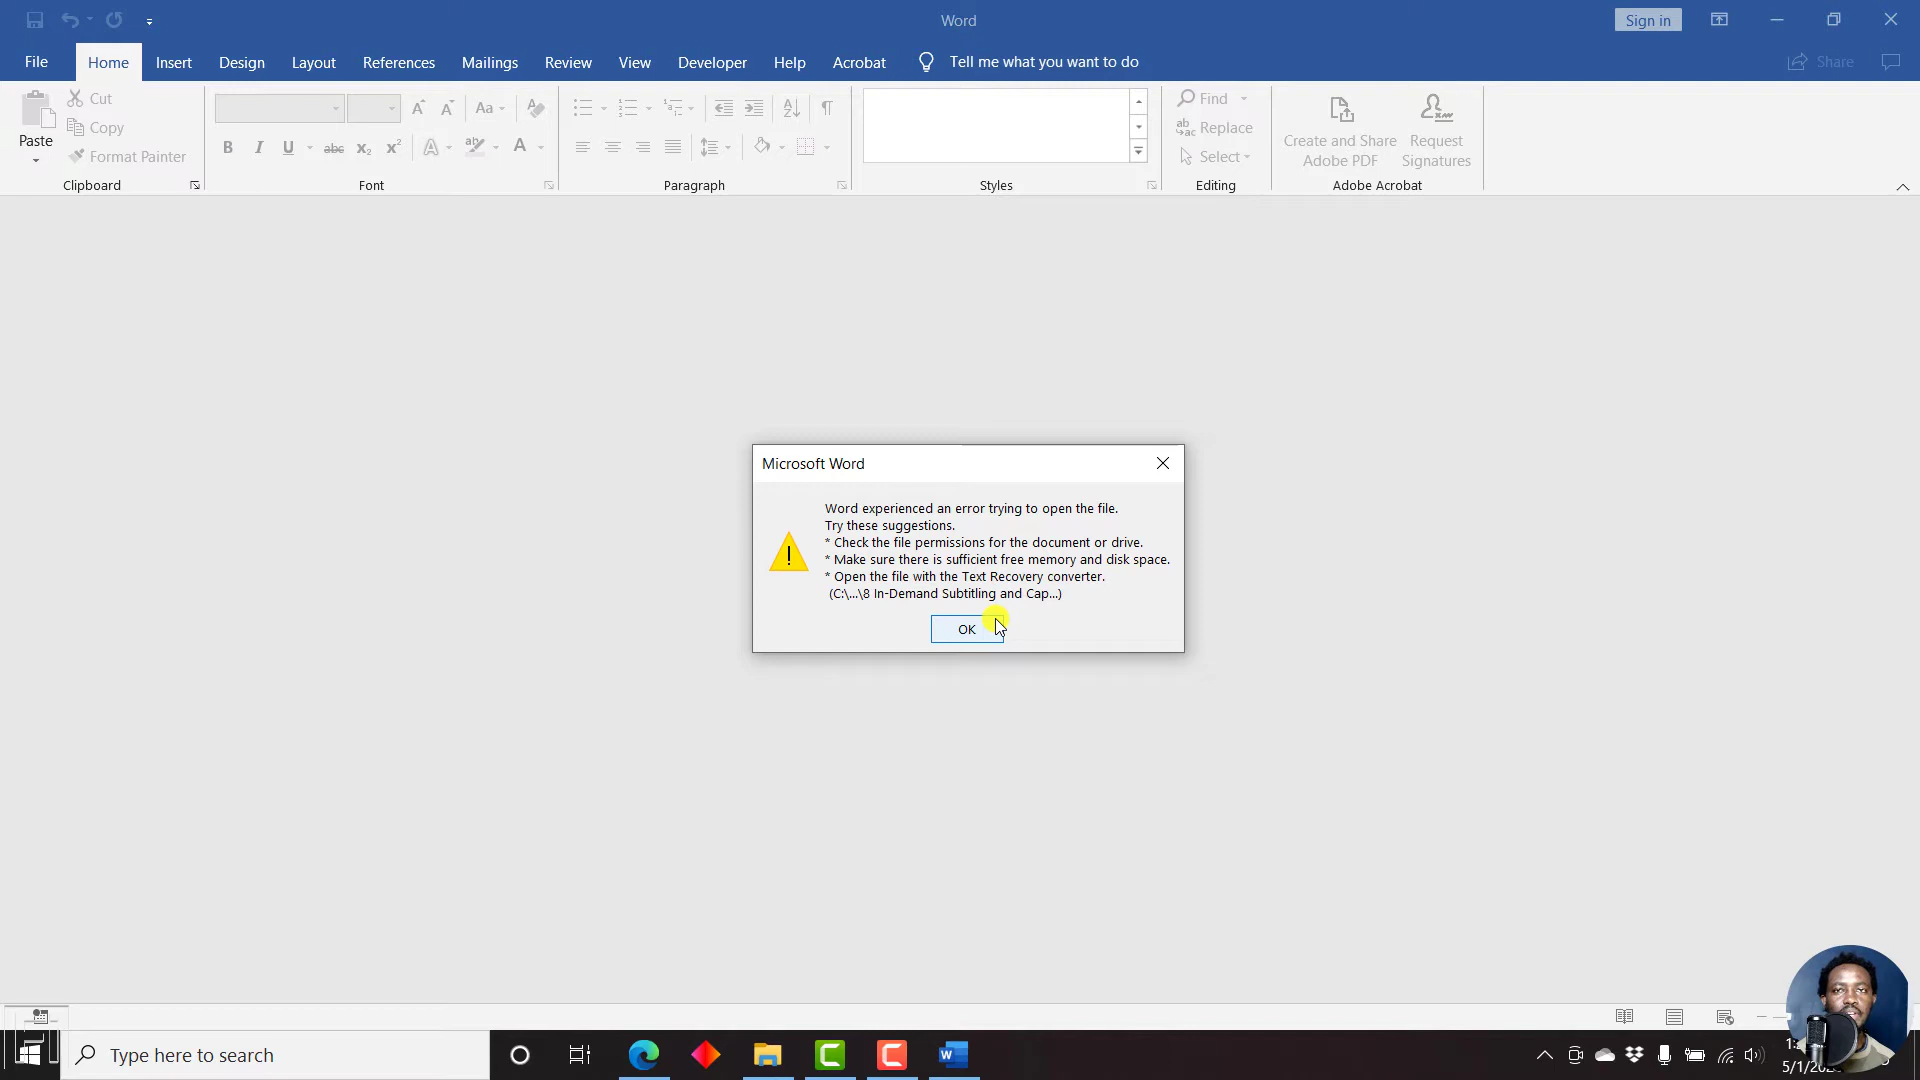 Word
Sign in
File
Home
Insert
Design
Layout
References
Mailings
Review
View
Developer
Help
Acrobat
Tell me what you want to do
Share
Paste
Cut
Copy
Format Painter
Clipboard
Aa
B I U abc x₂ x² A A
Font
Paragraph
Styles
Find
Replace
Select
Editing
Create and Share
Adobe PDF
Request
Signatures
Adobe Acrobat
Microsoft Word
Word experienced an error trying to open the file.
Try these suggestions.
* Check the file permissions for the document or drive.
* Make sure there is sufficient free memory and disk space.
* Open the file with the Text Recovery converter.
(C:\...\8 In-Demand Subtitling and Cap...)
OK
Type here to search